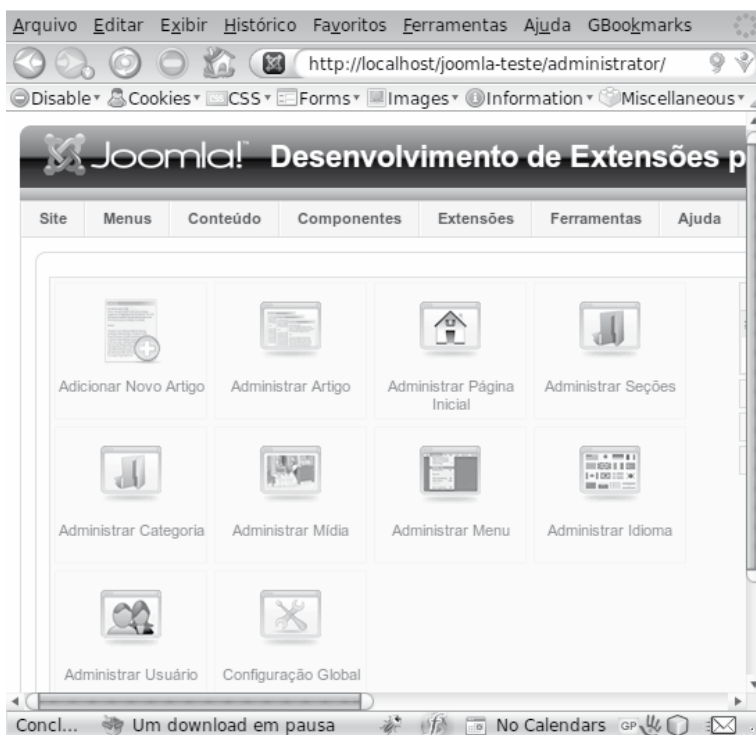 Arquivo Editar Exibir Histórico Favoritos Ferramentas Ajuda GBookmarks
http://localhost/joomla-teste/administrator/
Disable Cookies CSS Forms Images Information Miscellaneous
Joomla! Desenvolvimento de Extensões p
Site Menus Conteúdo Componentes Extensões Ferramentas Ajuda
Adicionar Novo Artigo
Administrar Artigo
Administrar Página
Inicial
Administrar Seções
Administrar Categoria
Administrar Mídia
Administrar Menu
Administrar Idioma
Administrar Usuário
Configuração Global
Concl... Um download em pausa No Calendars GP